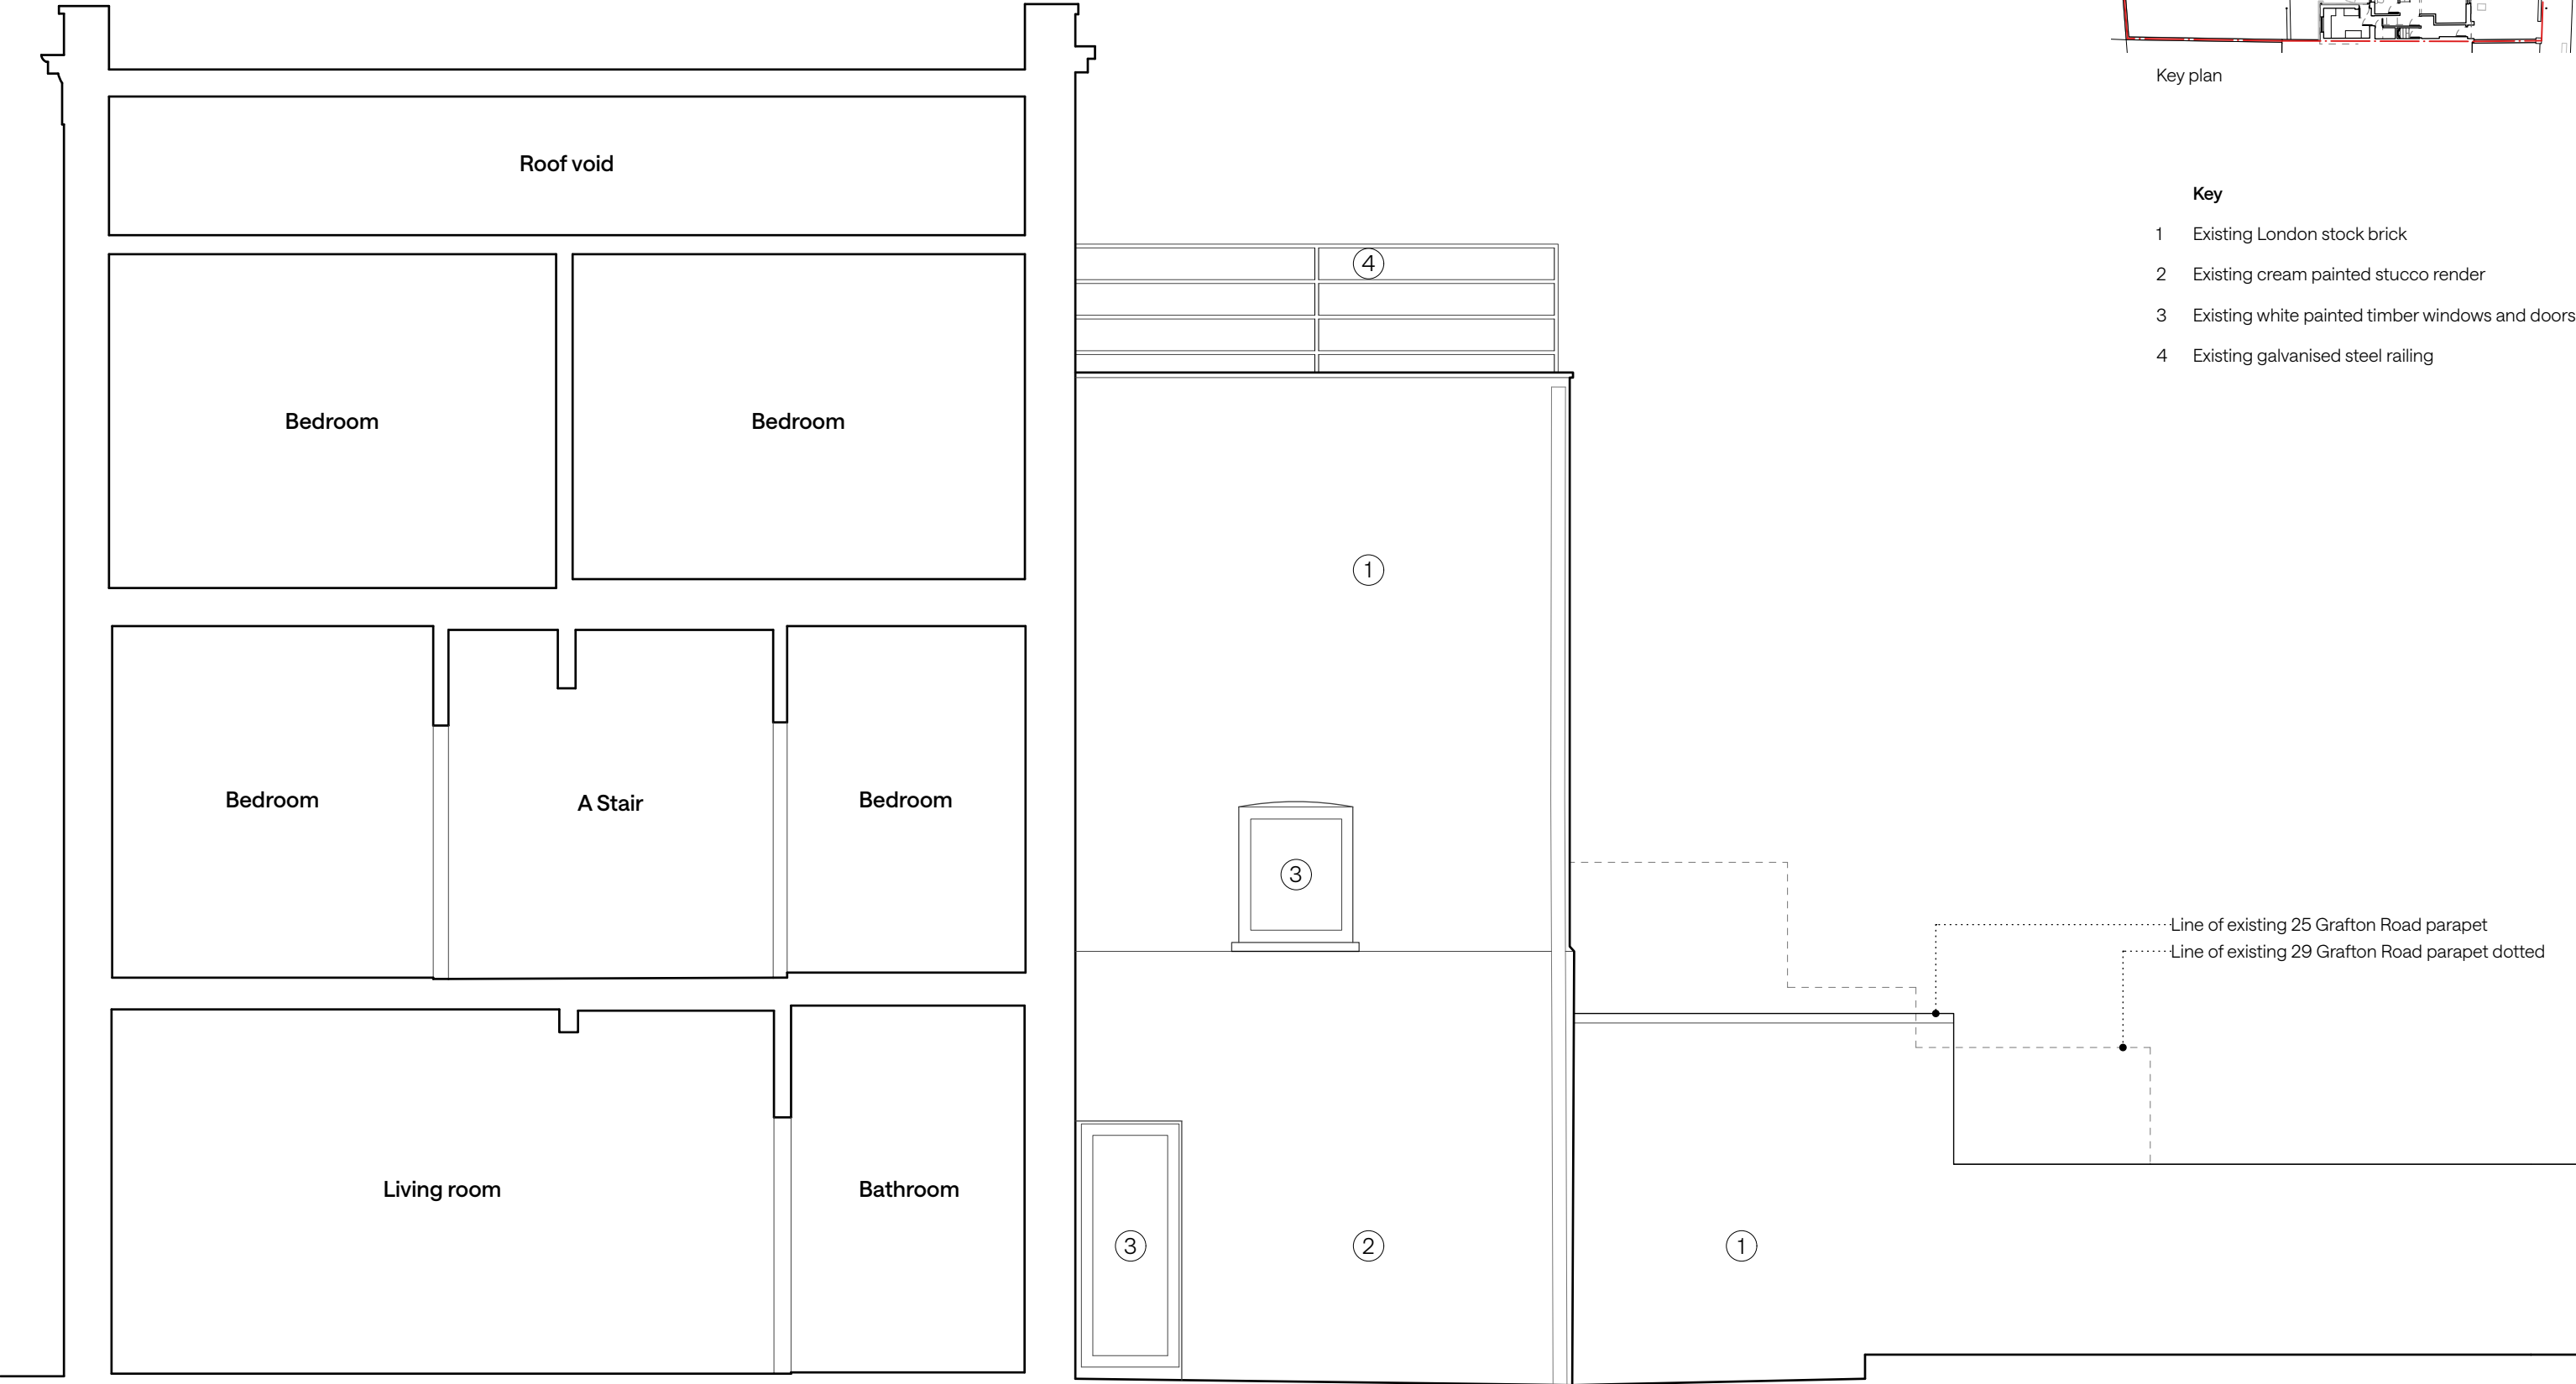 Key plan
Key
1 Existing London stock brick
2 Existing cream painted stucco render
3 Existing white painted timber windows and doors
4 Existing galvanised steel railing
Roof void
4
Bedroom
Bedroom
1
Bedroom
A Stair
Bedroom
3
Line of existing 25 Grafton Road parapet
Line of existing 29 Grafton Road parapet dotted
Living room
Bathroom
3
2
1